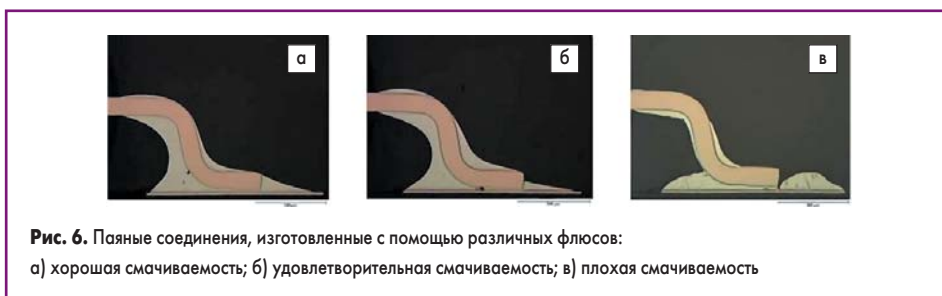 а
б
в
Рис. 6. Паяные соединения, изготовленные с помощью различных флюсов:
а) хорошая смачиваемость; б) удовлетворительная смачиваемость; в) плохая смачиваемость